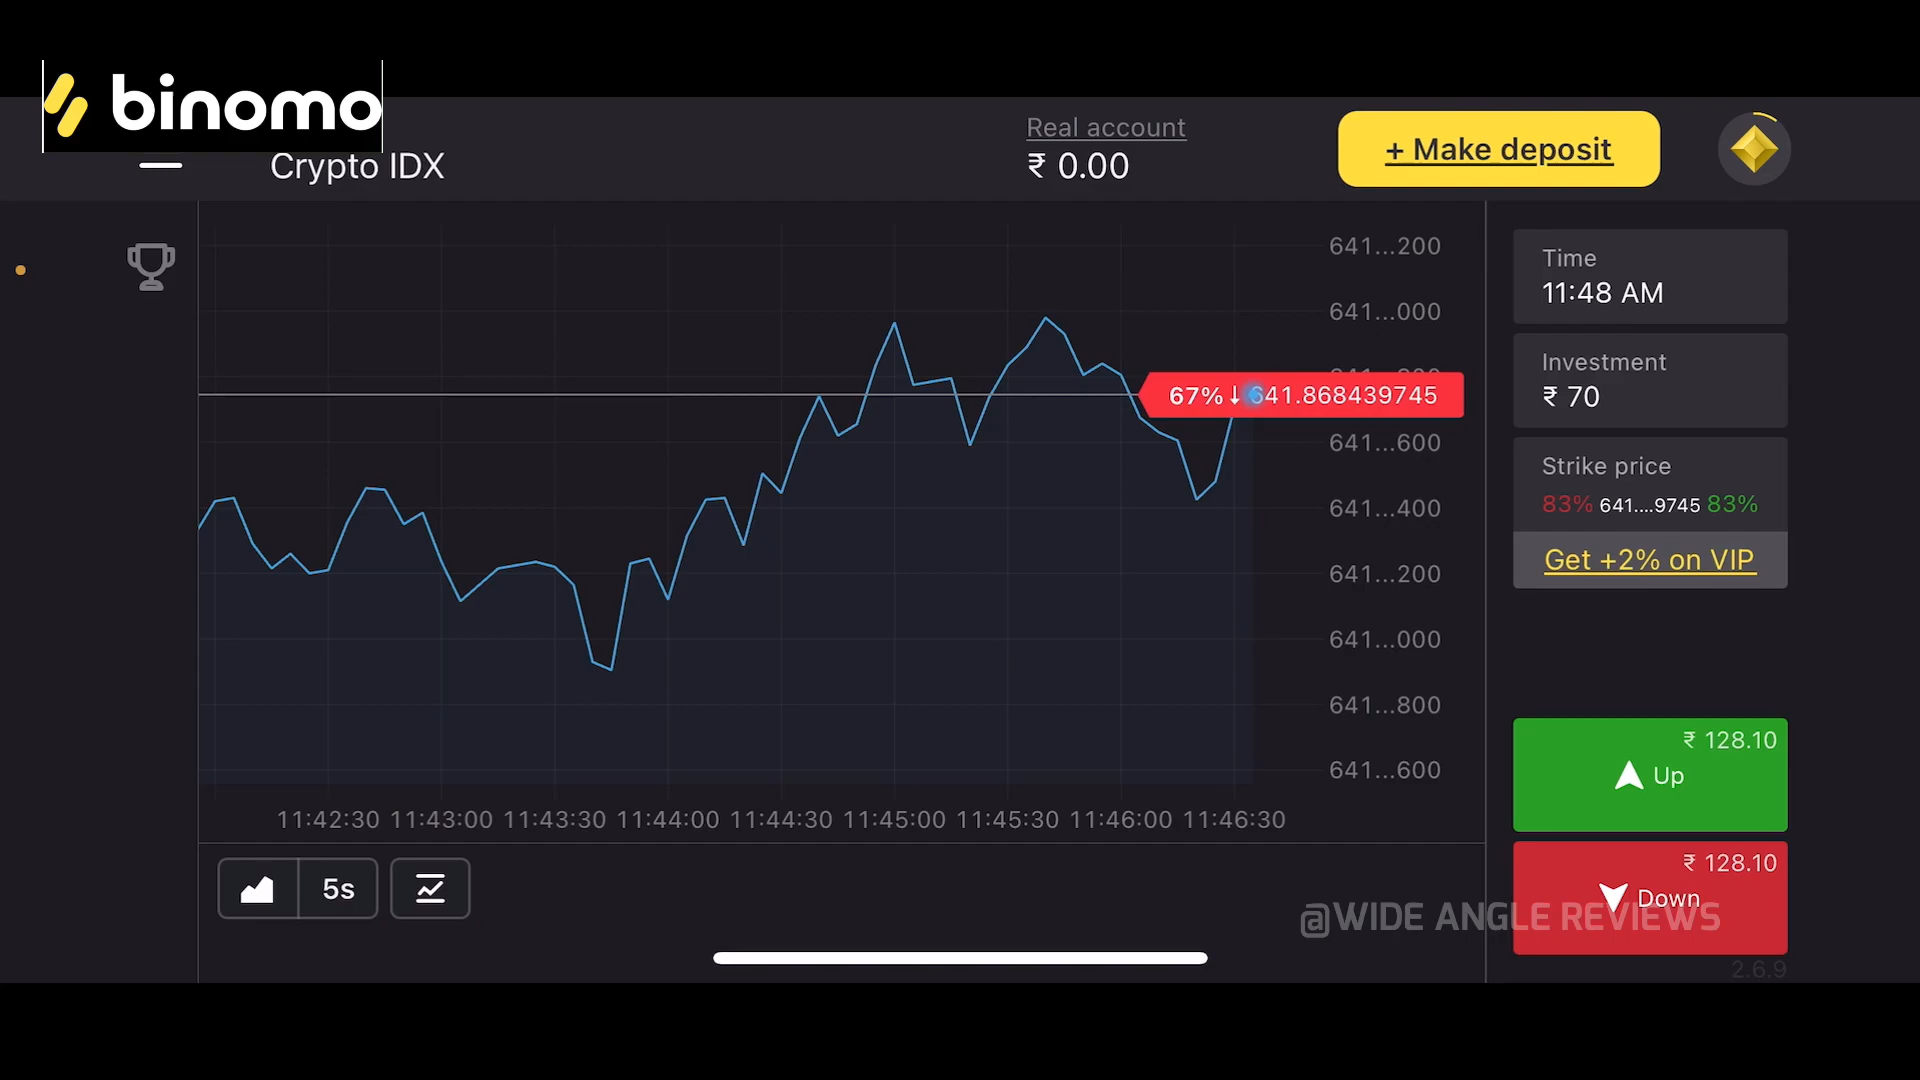 binomo
Crypto IDX
Real account
₹ 0.00
+ Make deposit
641...200
641...000
641.868439745
67%↓
641...600
641...400
641...200
641...000
641...800
641...600
11:42:30 11:43:00 11:43:30 11:44:00 11:44:30 11:45:00 11:45:30 11:46:00 11:46:30
5s
Time
11:48 AM
Investment
₹ 70
Strike price
83% 641....9745 83%
Get +2% on VIP
₹ 128.10
Up
₹ 128.10
Down
@WIDE ANGLE REVIEWS
2.6.9